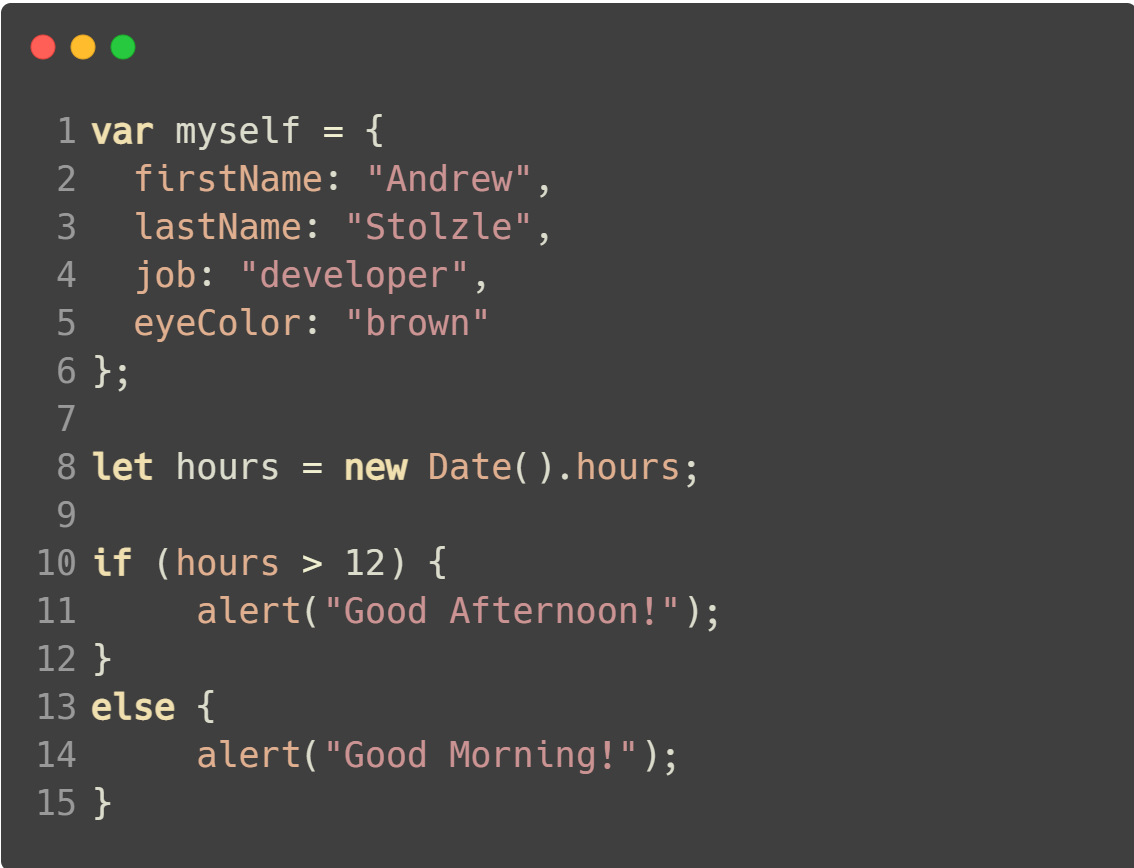 1 var myself = {
2   firstName: "Andrew",
3   lastName: "Stolzle",
4   job: "developer",
5   eyeColor: "brown"
6 };
7
8 let hours = new Date().hours;
9
10 if (hours > 12) {
11      alert("Good Afternoon!");
12 }
13 else {
14      alert("Good Morning!");
15 }